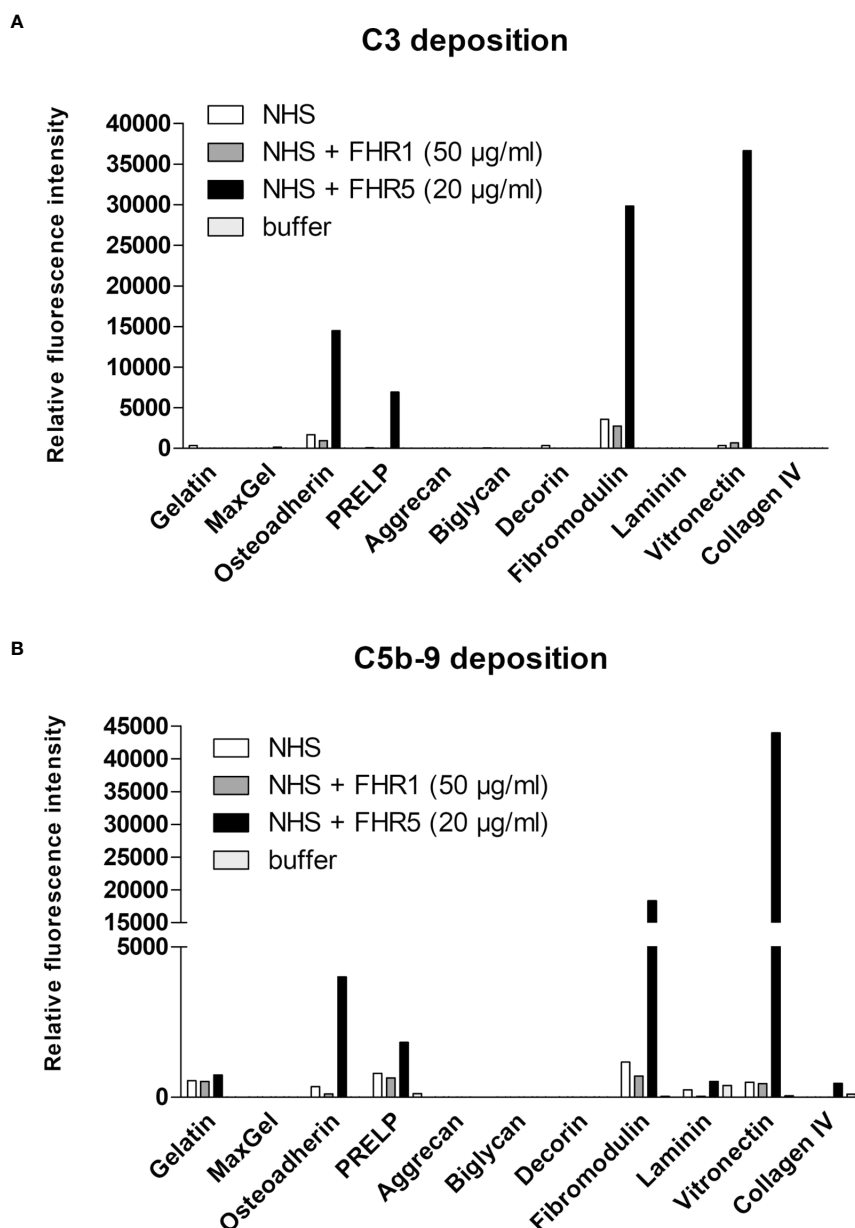 A
C3 deposition
Relative fluorescence intensity
40000
35000
30000
25000
20000
15000
10000
5000
0
NHS
NHS + FHR1 (50 µg/ml)
NHS + FHR5 (20 µg/ml)
buffer
Gelatin
MaxGel
Osteoadherin
PRELP
Aggrecan
Biglycan
Decorin
Fibromodulin
Laminin
Vitronectin
Collagen IV
B
C5b-9 deposition
Relative fluorescence intensity
45000
40000
35000
30000
25000
20000
15000
5000
0
NHS
NHS + FHR1 (50 µg/ml)
NHS + FHR5 (20 µg/ml)
buffer
Gelatin
MaxGel
Osteoadherin
PRELP
Aggrecan
Biglycan
Decorin
Fibromodulin
Laminin
Vitronectin
Collagen IV